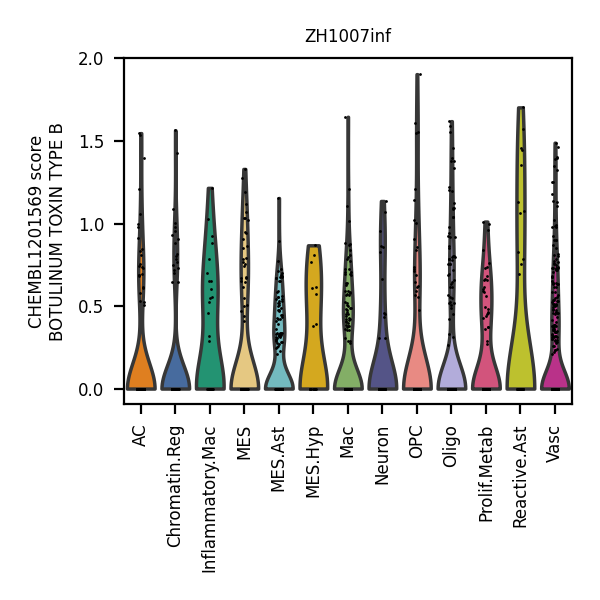 ZH1007inf
CHEMBL1201569 score
BOTULINUM TOXIN TYPE B
2.0
1.5
1.0
0.5
0.0
AC
Chromatin.Reg
Inflammatory.Mac
MES
MES.Ast
MES.Hyp
Mac
Neuron
OPC
Oligo
Prolif.Metab
Reactive.Ast
Vasc